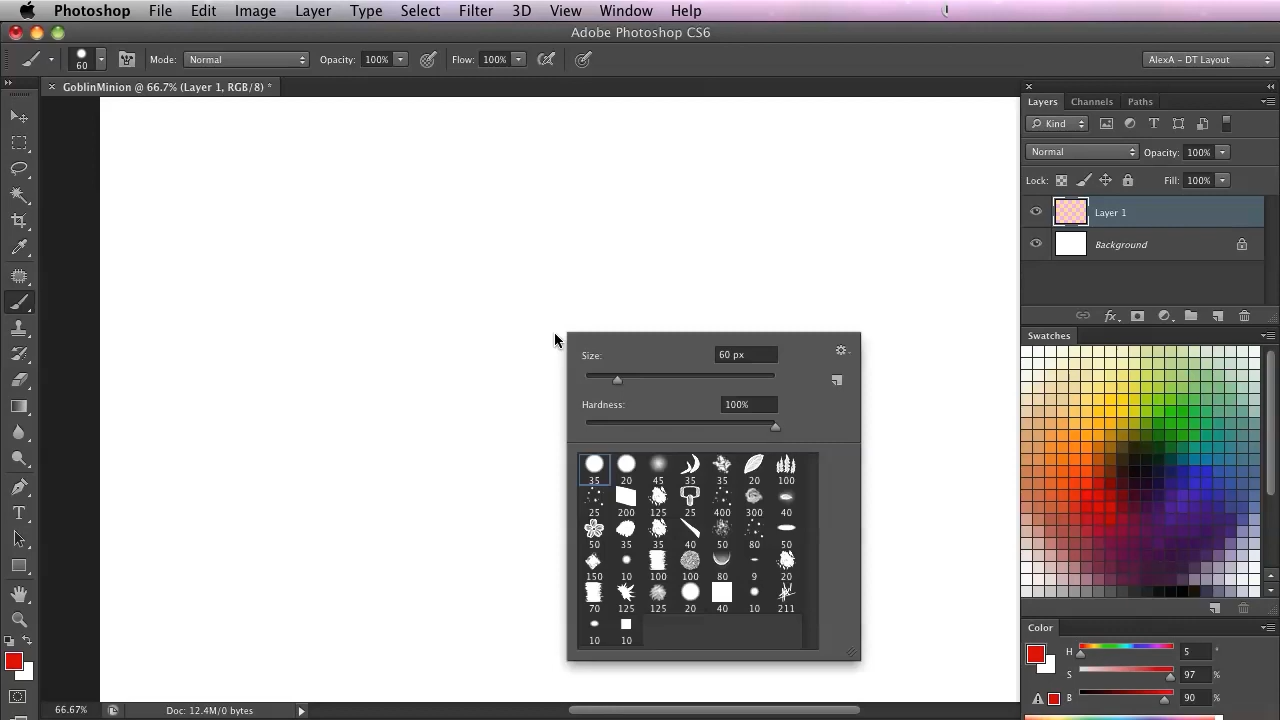 Photoshop File Edit Image Layer Type Select Filter 3D View Window Help
Adobe Photoshop CS6
60 Mode: Normal Opacity: 100% Flow: 100% AlexA - DT Layout
GoblinMinion @ 66.7% (Layer 1, RGB/8) *
Layers Channels Paths
Kind
Normal Opacity: 100%
Lock: Fill: 100%
Layer 1
Background
Swatches
Size: 60 px
Hardness: 100%
35 20 45 35 35 20 100
25 200 125 25 400 300 40
50 35 35 40 50 80 50
150 10 100 100 80 9 20
70 125 125 20 40 10 211
10 10
Color
H 5 °
S 97 %
B 90 %
66.67% Doc: 12.4M/0 bytes